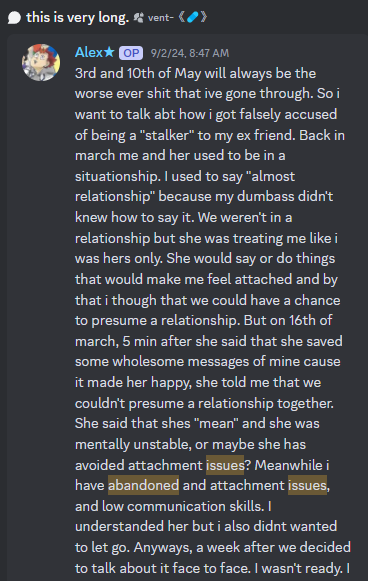 this is very long. vent-《🩹》
Alex★ OP 9/2/24, 8:47 AM
3rd and 10th of May will always be the
worse ever shit that ive gone through. So i
want to talk abt how i got falsely accused
of being a "stalker" to my ex friend. Back in
march me and her used to be in a
situationship. I used to say "almost
relationship" because my dumbass didn't
knew how to say it. We weren't in a
relationship but she was treating me like i
was hers only. She would say or do things
that would make me feel attached and by
that i though that we could have a chance
to presume a relationship. But on 16th of
march, 5 min after she said that she saved
some wholesome messages of mine cause
it made her happy, she told me that we
couldn't presume a relationship together.
She said that shes "mean" and she was
mentally unstable, or maybe she has
avoided attachment issues? Meanwhile i
have abandoned and attachment issues,
and low communication skills. I
understanded her but i also didnt wanted
to let go. Anyways, a week after we decided
to talk about it face to face. I wasn't ready. I